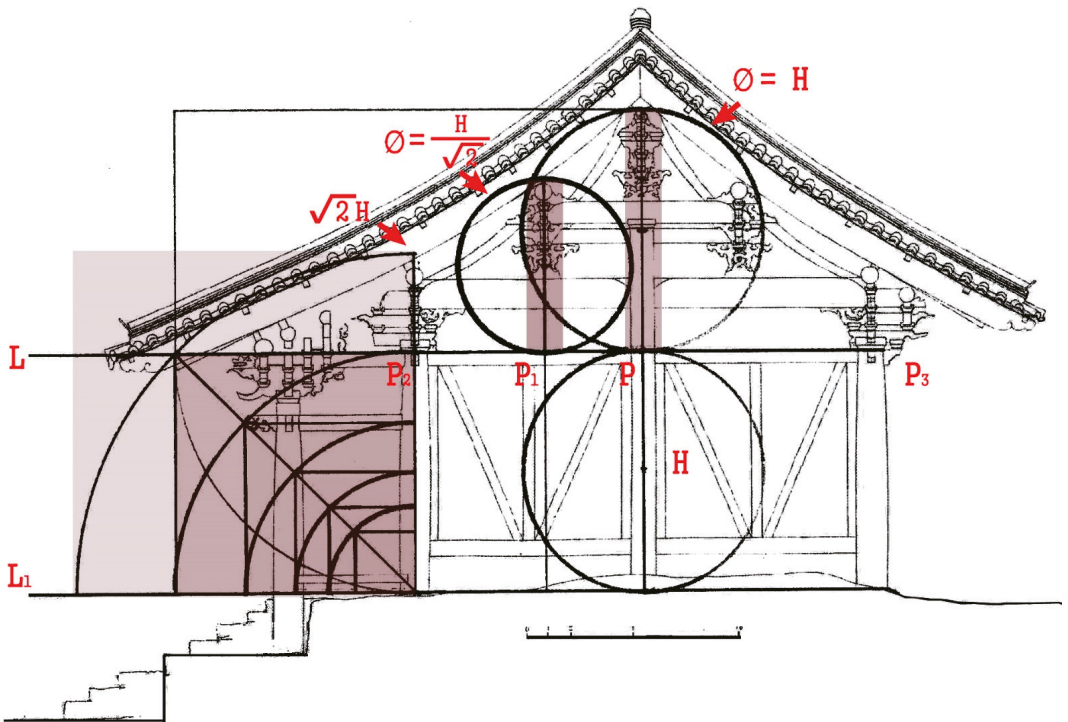 Ø = H
Ø = H/√2
√2 H
L
P₂
P₁
P
P₃
H
L₁